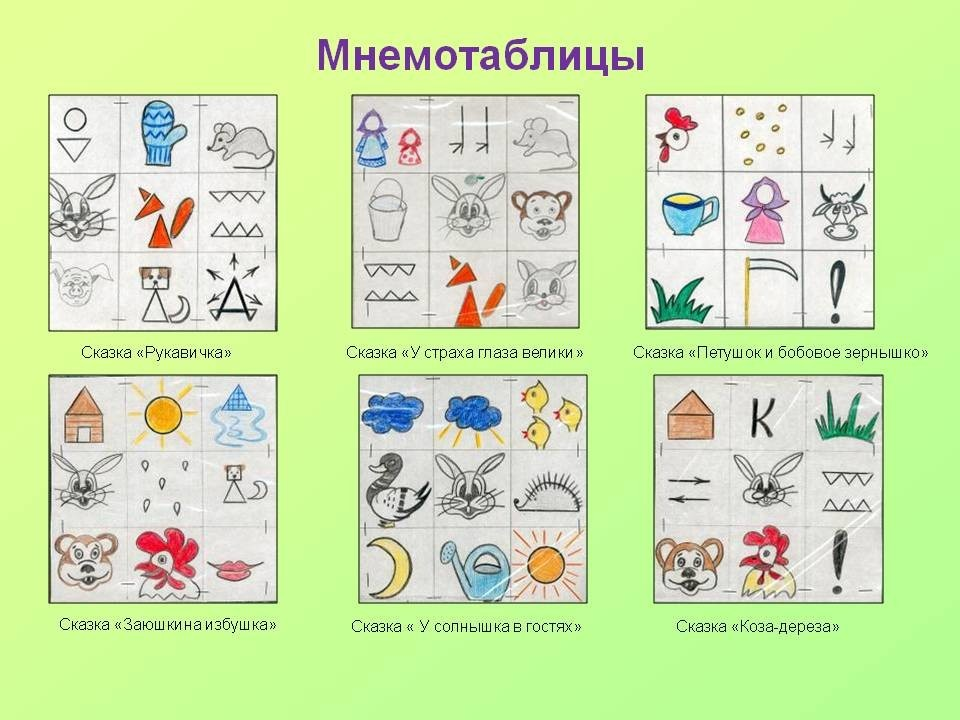 Мнемотаблицы
Сказка «Рукавичка»
Сказка «У страха глаза велики»
Сказка «Петушок и бобовое зернышко»
К
Сказка «Заюшкина избушка»
Сказка « У солнышка в гостях»
Сказка «Коза-дереза»